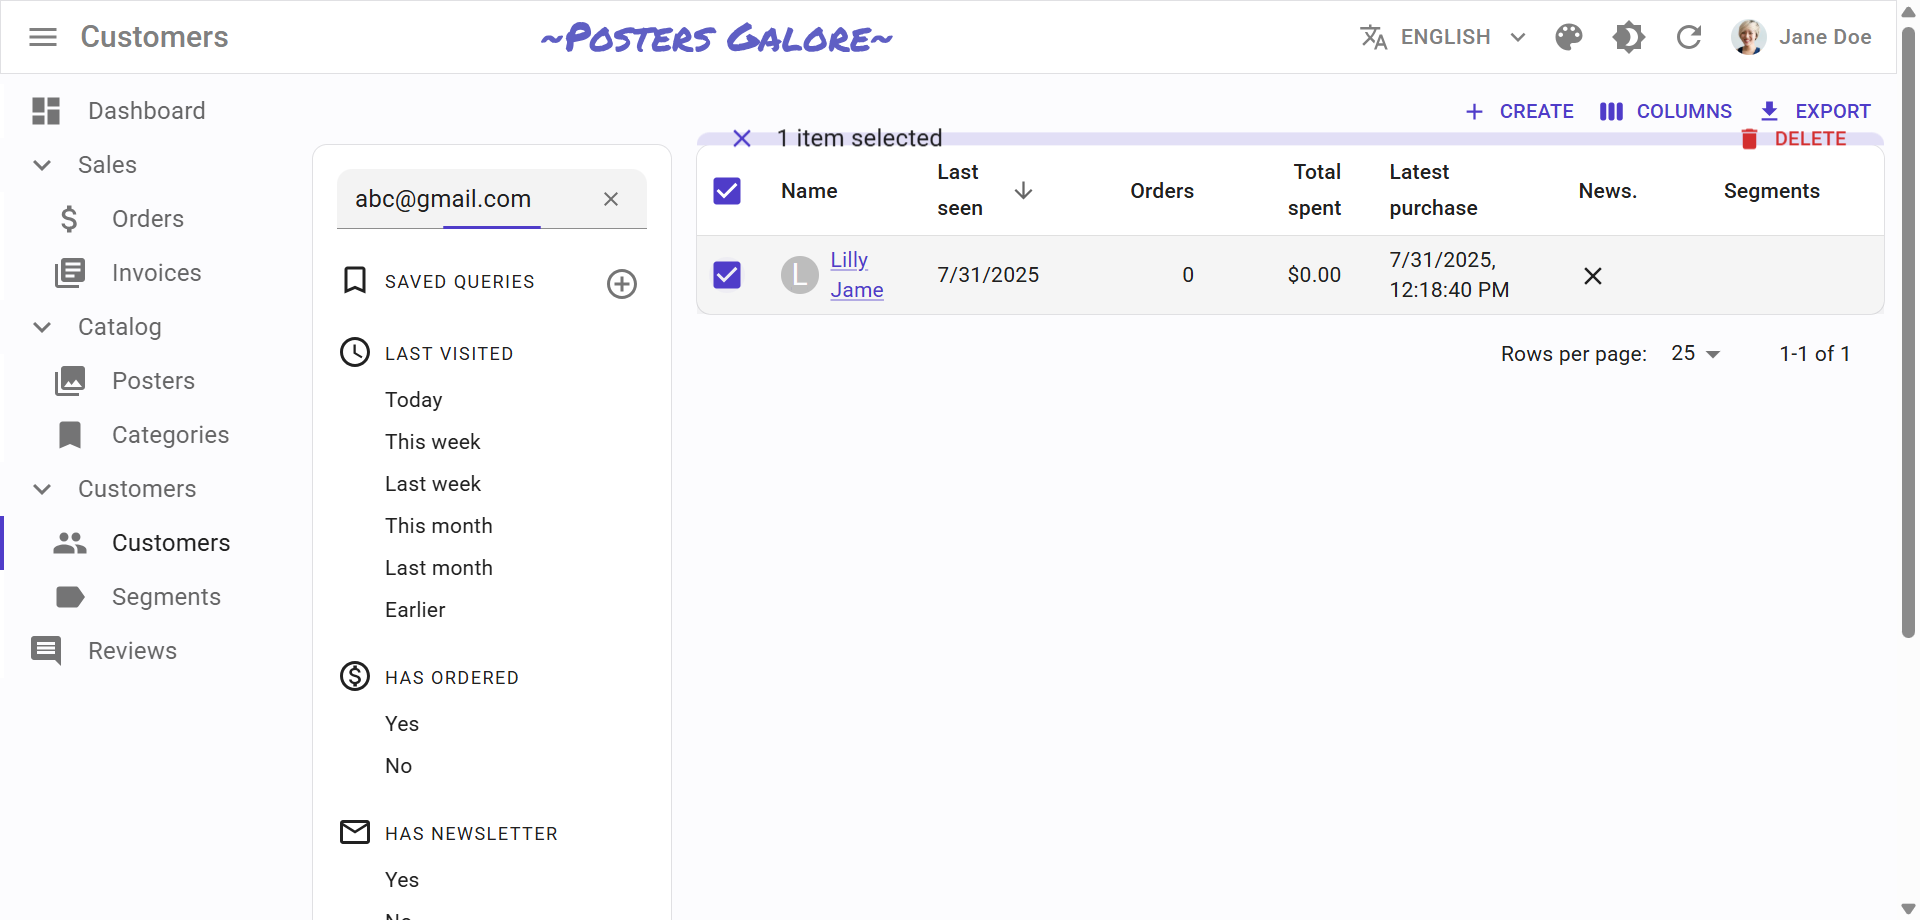 Customers
~Posters Galore~
ENGLISH
Jane Doe
Dashboard
Sales
Orders
Invoices
Catalog
Posters
Categories
Customers
Customers
Segments
Reviews
abc@gmail.com
SAVED QUERIES
LAST VISITED
Today
This week
Last week
This month
Last month
Earlier
HAS ORDERED
Yes
No
HAS NEWSLETTER
Yes
CREATE
COLUMNS
EXPORT
1 item selected
DELETE
Name
Last
seen
Orders
Total
spent
Latest
purchase
News.
Segments
L
Lilly
Jame
7/31/2025
0
$0.00
7/31/2025,
12:18:40 PM
Rows per page:
25
1-1 of 1